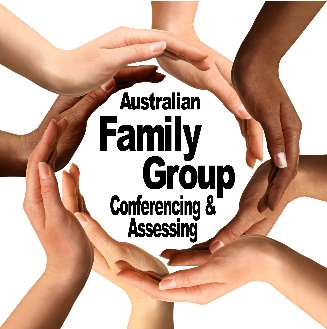 Australian
Family
Group
Conferencing &
Assessing